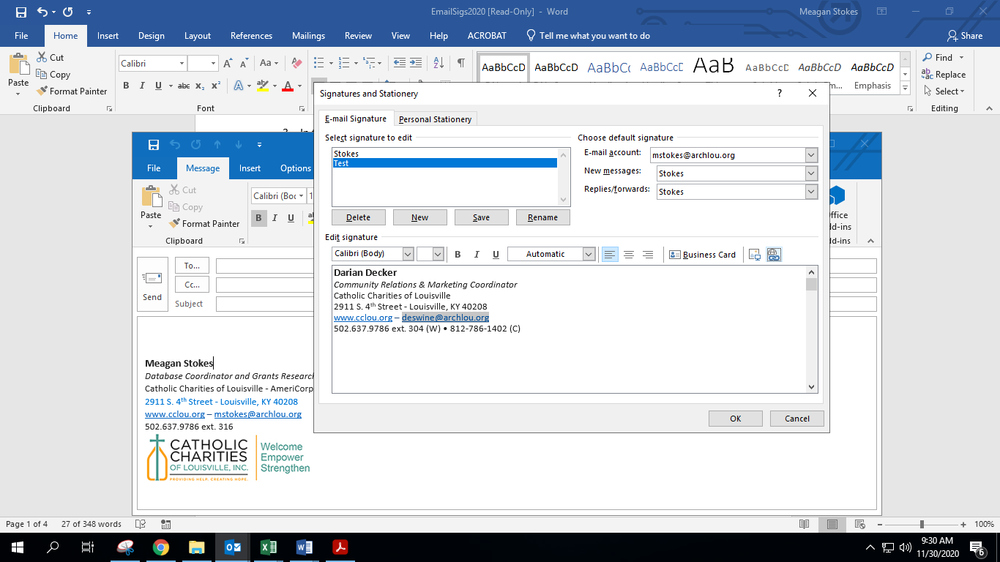 EmailSigs2020 [Read-Only] - Word
Meagan Stokes
File Home Insert Design Layout References Mailings Review View Help ACROBAT Tell me what you want to do Share
Paste
Cut
Copy
Format Painter
Clipboard
Calibri
Aa
B I U abc x2 x2 A ab A
Font
AaBbCcD AaBbCcD AaBbC AaBbCcD AaB AaBbCcD AaBbCcD AaBbCcD
Emphasis
Find
Replace
Select
Editing
Signatures and Stationery
E-mail Signature Personal Stationery
Select signature to edit
Stokes
Test
Delete New Save Rename
Choose default signature
E-mail account: mstokes@archlou.org
New messages: Stokes
Replies/forwards: Stokes
Edit signature
Calibri (Body) B I U Automatic Business Card
Darian Decker
Community Relations & Marketing Coordinator
Catholic Charities of Louisville
2911 S. 4th Street - Louisville, KY 40208
www.cclou.org – deswine@archlou.org
502.637.9786 ext. 304 (W) • 812-786-1402 (C)
OK Cancel
File Message Insert Options
Paste
Cut
Copy
Format Painter
Clipboard
Calibri (Bo
B I U
ffice
dd-ins
dd-ins
Send
To...
Cc...
Subject
Meagan Stokes
Database Coordinator and Grants Research
Catholic Charities of Louisville - AmeriCorp
2911 S. 4th Street - Louisville, KY 40208
www.cclou.org – mstokes@archlou.org
502.637.9786 ext. 316
CATHOLIC
CHARITIES
OF LOUISVILLE, INC.
PROVIDING HELP. CREATING HOPE.
Welcome
Empower
Strengthen
Page 1 of 4 27 of 348 words
100%
9:30 AM
11/30/2020
6